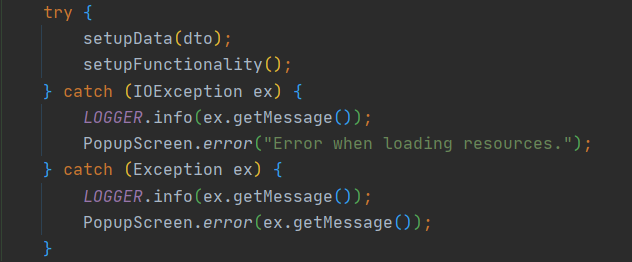 try {
    setupData(dto);
    setupFunctionality();
} catch (IOException ex) {
    LOGGER.info(ex.getMessage());
    PopupScreen.error("Error when loading resources.");
} catch (Exception ex) {
    LOGGER.info(ex.getMessage());
    PopupScreen.error(ex.getMessage());
}